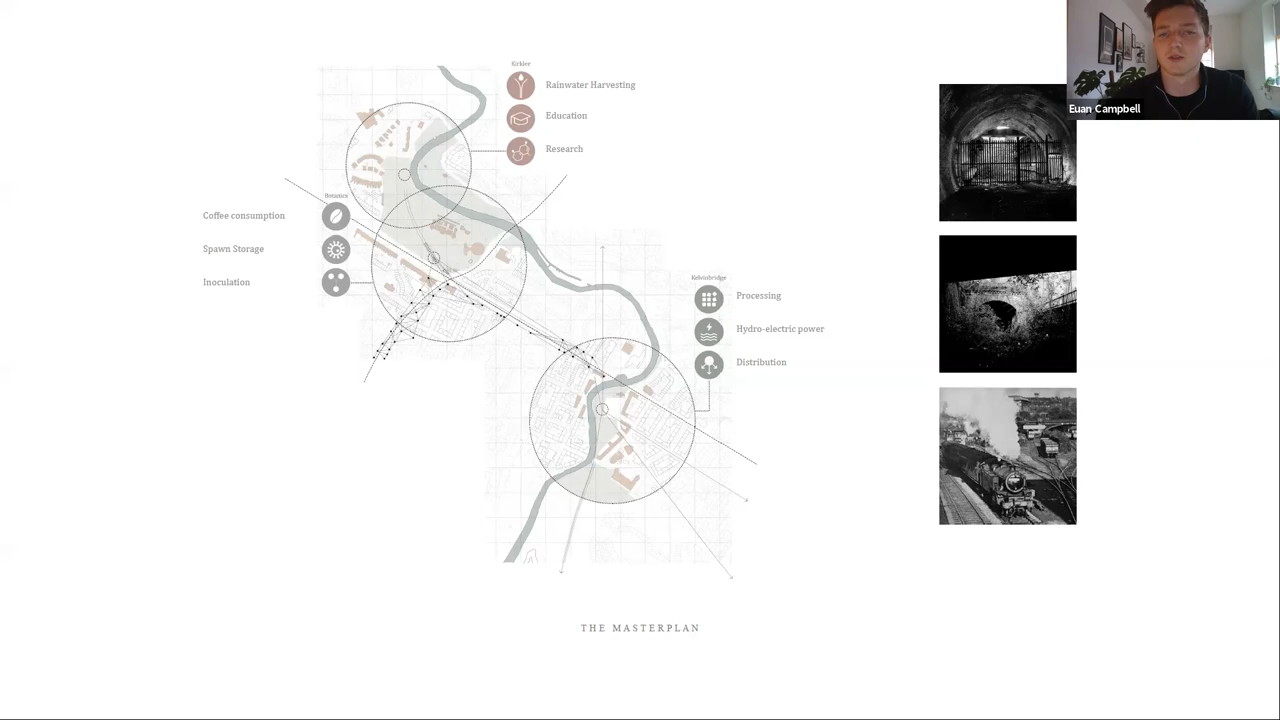 Kirklee
Rainwater Harvesting
Education
Research
Euan Campbell
Botanics
Coffee consumption
Spawn Storage
Inoculation
Kelvinbridge
Processing
Hydro-electric power
Distribution
THE MASTERPLAN